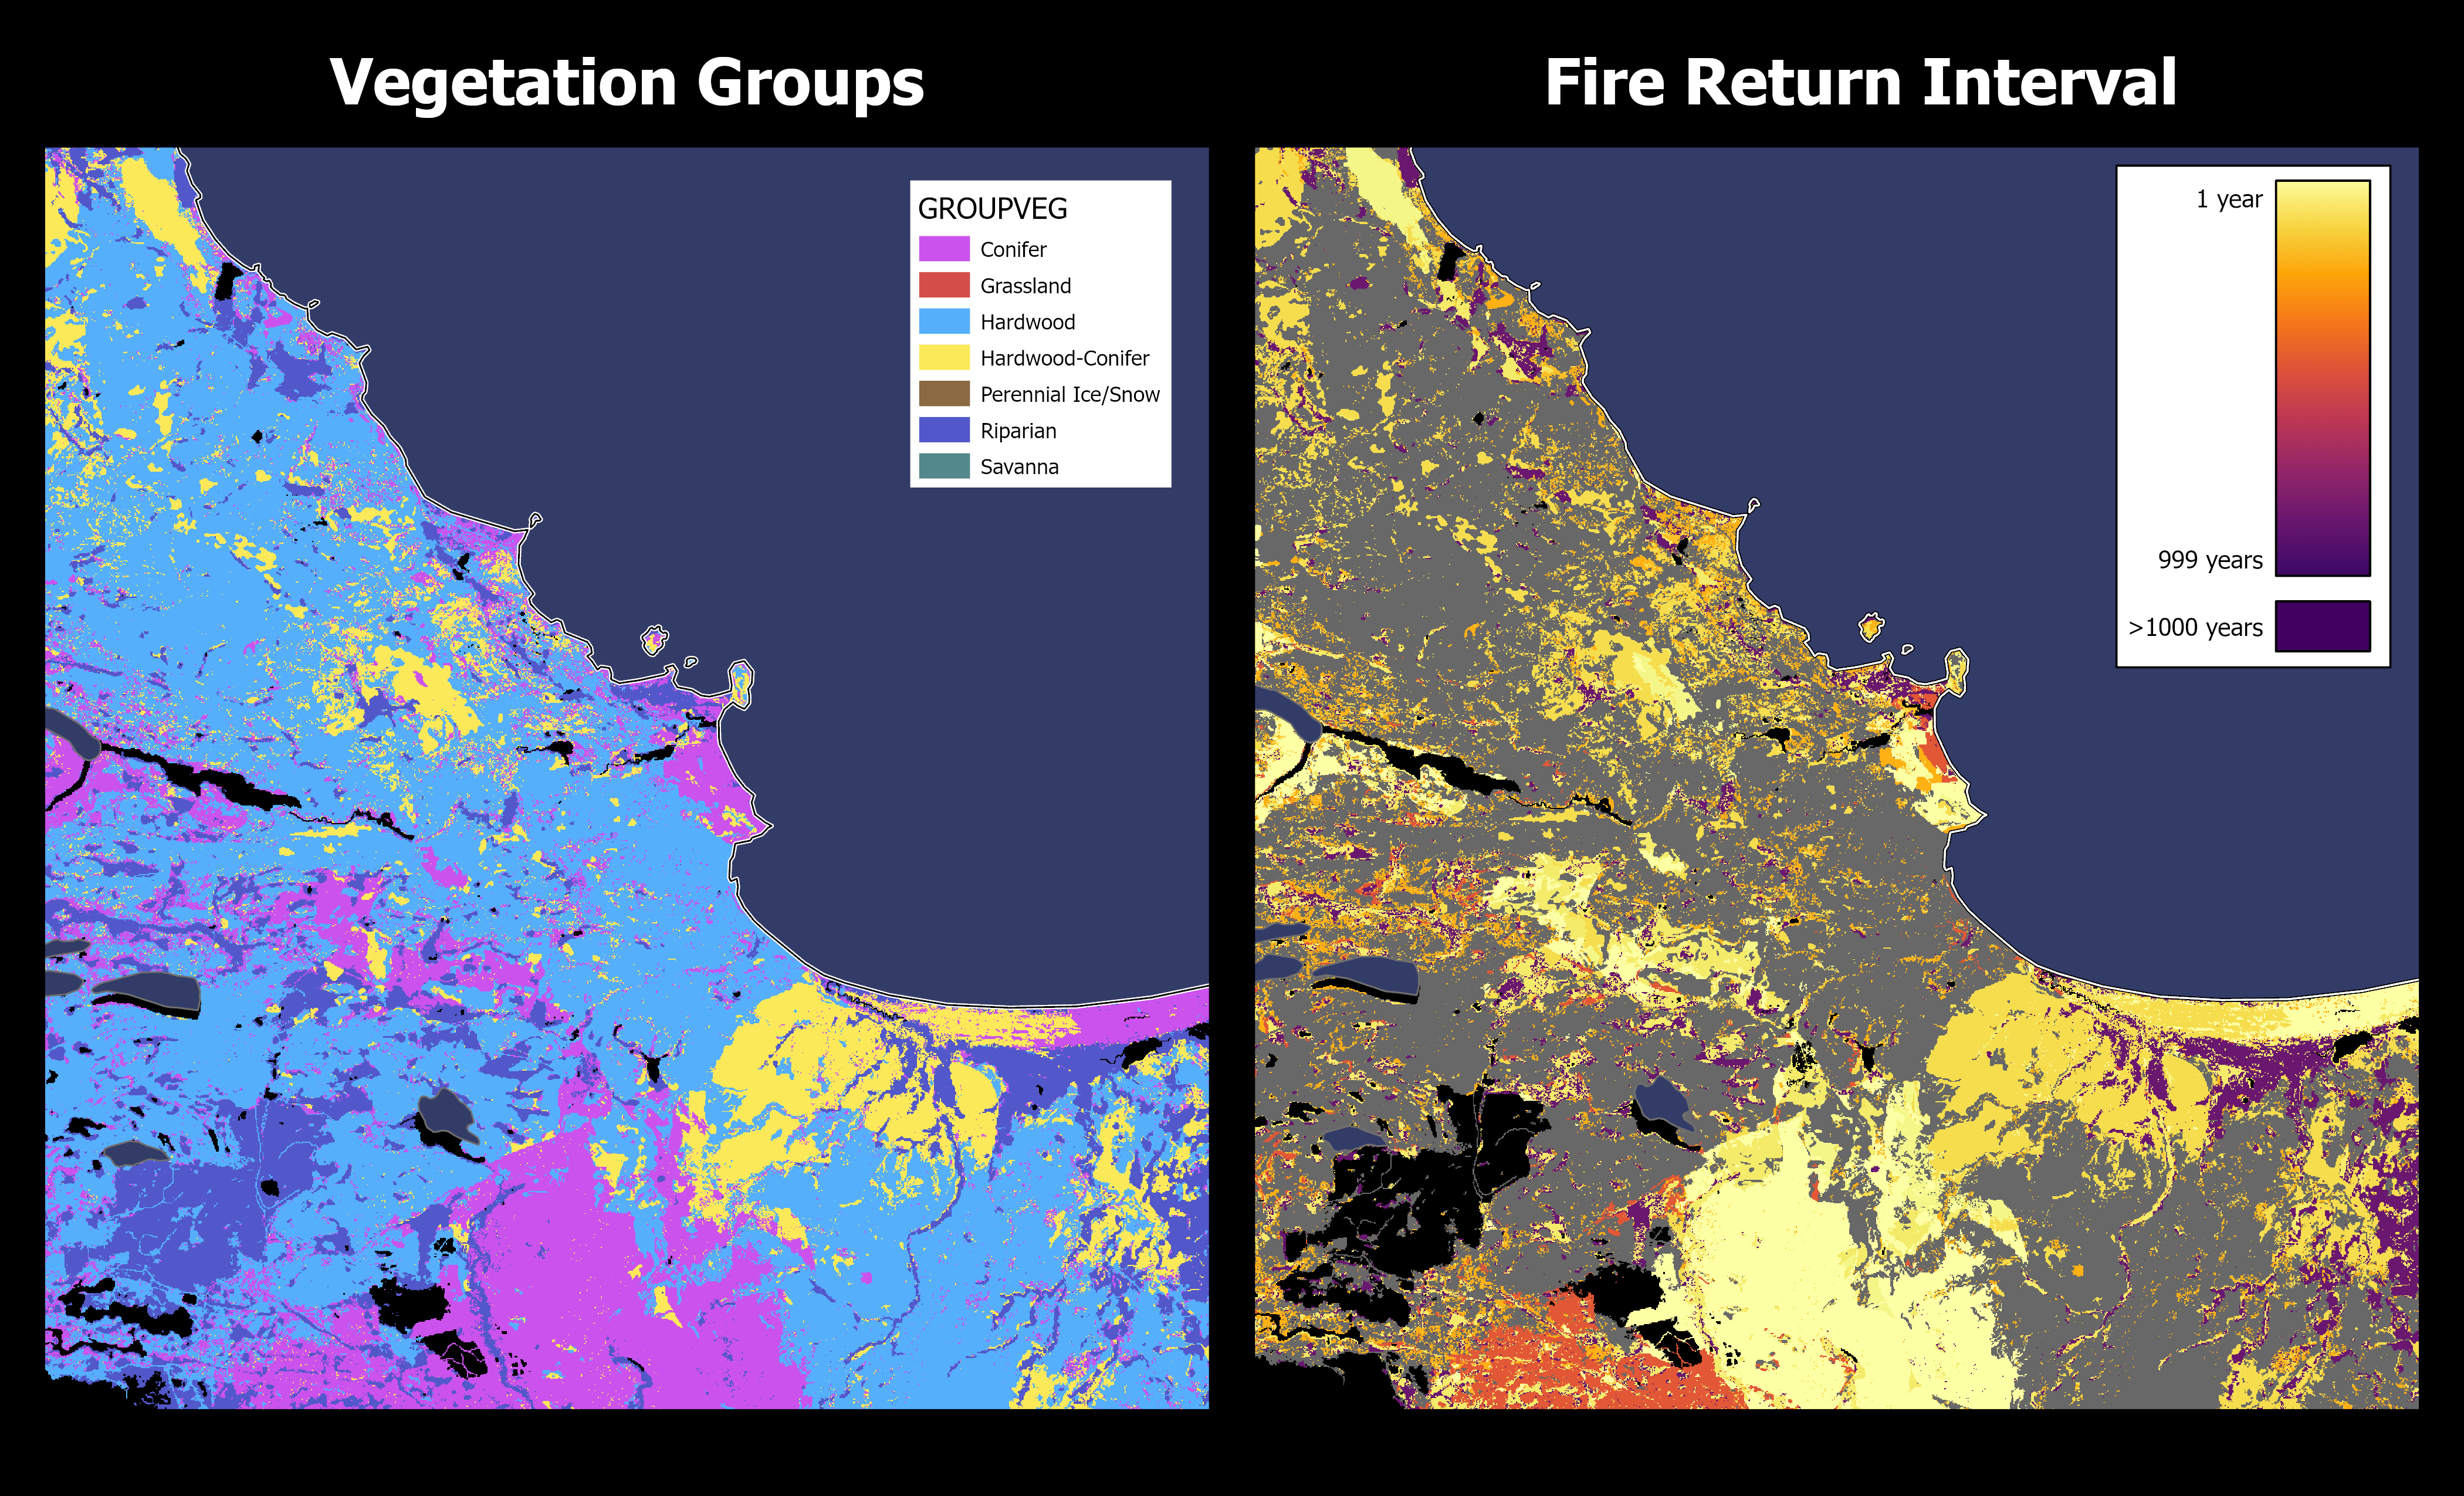 Vegetation Groups
Fire Return Interval
GROUPVEG
Conifer
Grassland
Hardwood
Hardwood-Conifer
Perennial Ice/Snow
Riparian
Savanna
1 year
999 years
>1000 years